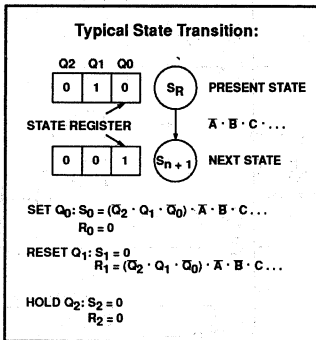 Typical State Transition:
Q2 Q1 Q0
0 1 0
S_R
PRESENT STATE
STATE REGISTER
A̅ · B̅ · C · ...
0 0 1
S_n + 1
NEXT STATE
SET Q₀: S₀ = (Q̅₂ · Q₁ · Q̅₀) · A̅ · B̅ · C ...
R₀ = 0
RESET Q₁: S₁ = 0
R₁ = (Q̅₂ · Q₁ · Q̅₀) · A̅ · B̅ · C ...
HOLD Q₂: S₂ = 0
R₂ = 0